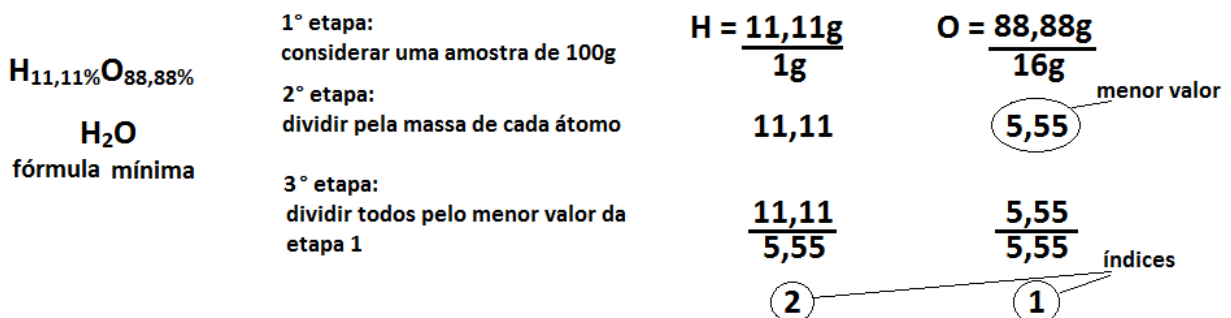 H11,11%O88,88%
H2O
fórmula mínima
1° etapa:
considerar uma amostra de 100g
2° etapa:
dividir pela massa de cada átomo
3° etapa:
dividir todos pelo menor valor da
etapa 1
H = 11,11g
1g
11,11
11,11
5,55
2
O = 88,88g
16g
menor valor
5,55
5,55
5,55
índices
1